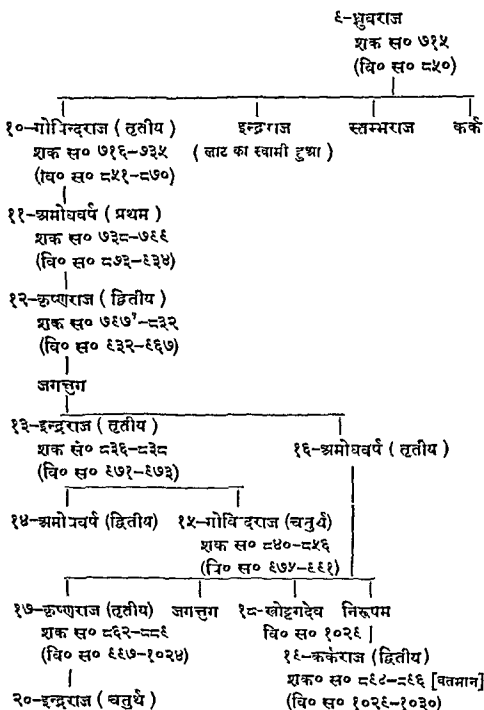 ९-ध्रुवराज
शक स० ७१५
(वि० स० ८५०)
१०-गोविन्दराज (तृतीय) इन्द्रराज स्तम्भराज कर्क
शक स० ७१६-७३५ (लाट का स्वामी हुआ)
(वि० स० ८५१-८७०)
११-अमोघवर्ष (प्रथम)
शक स० ७३८-७९९
(वि० स० ८७३-९३४)
१२-कृष्णराज (द्वितीय)
शक स० ७९७१-८३२
(वि० स० ९३२-९६७)
जगत्तुग
१३-इन्द्रराज (तृतीय)
शक सं० ८३६-८३८ १६-अमोघवर्ष (तृतीय)
(वि० स० ९७१-९७३)
१४-अमोघवर्ष (द्वितीय) १५-गोविदराज (चतुर्थ)
शक स० ८४०-८५६
(वि० स० ९७५-९९१)
१७-कृष्णराज (तृतीय) जगत्तुग १८-खोट्टगदेव निरूपम
शक स० ८६२-८८९ वि० स० १०२९
(वि० स० ९९७-१०२४) १९-कर्कराज (द्वितीय)
शक० स० ८९४-८९६ [वतमान]
२०-इन्द्रराज (चतुर्थ) (वि० स० १०२९-१०३०)